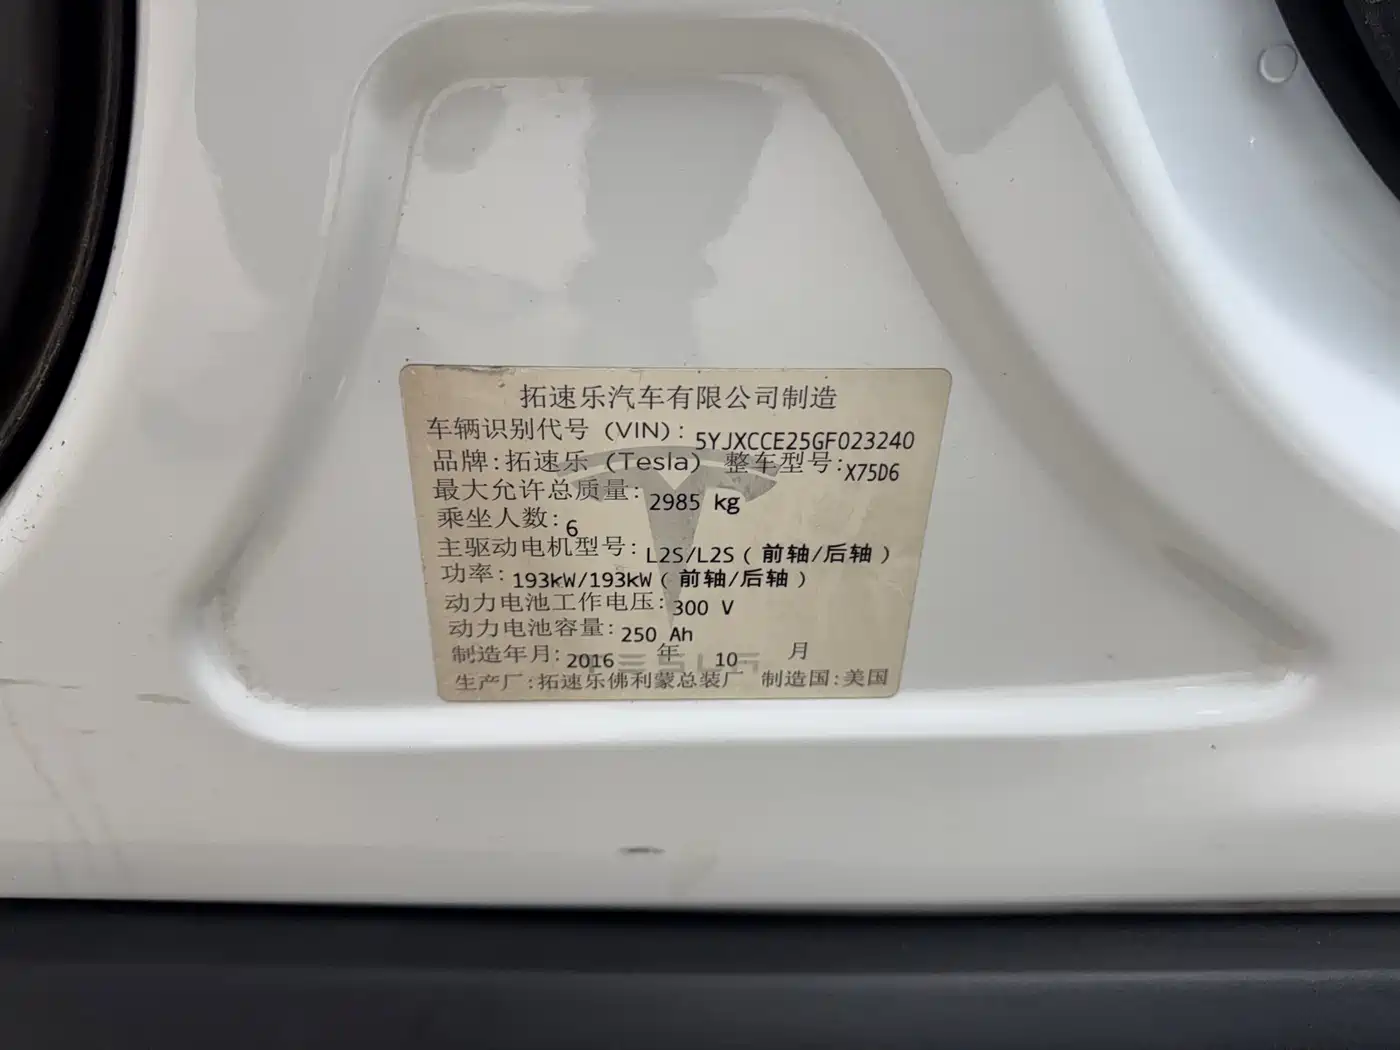 拓速乐汽车有限公司制造
车辆识别代号 (VIN): 5YJXCCE25GF023240
品牌:拓速乐 (Tesla) 整车型号:X75D6
最大允许总质量: 2985 kg
乘坐人数: 6
主驱动电机型号: L2S/L2S ( 前轴/后轴 )
功率: 193kW/193kW ( 前轴/后轴 )
动力电池工作电压: 300 V
动力电池容量: 250 Ah
制造年月: 2016 年 10 月
TESLA
生产厂:拓速乐佛利蒙总装厂 制造国:美国